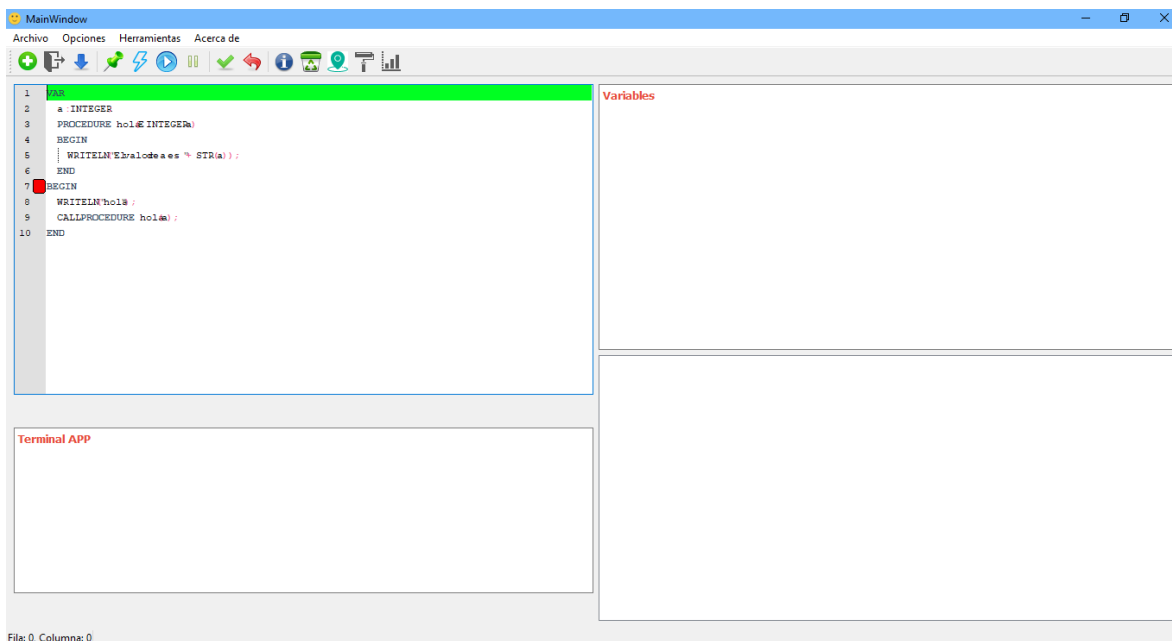 MainWindow
Archivo Opciones Herramientas Acerca de
1 VAR
2 a :INTEGER
3 PROCEDURE INTEGER
4 BEGIN
5 STR(a));
6 END
7 BEGIN
8 WRITELN
9 CALLPROCEDURE
10 END
Variables
Terminal APP
Fila: 0, Columna: 0